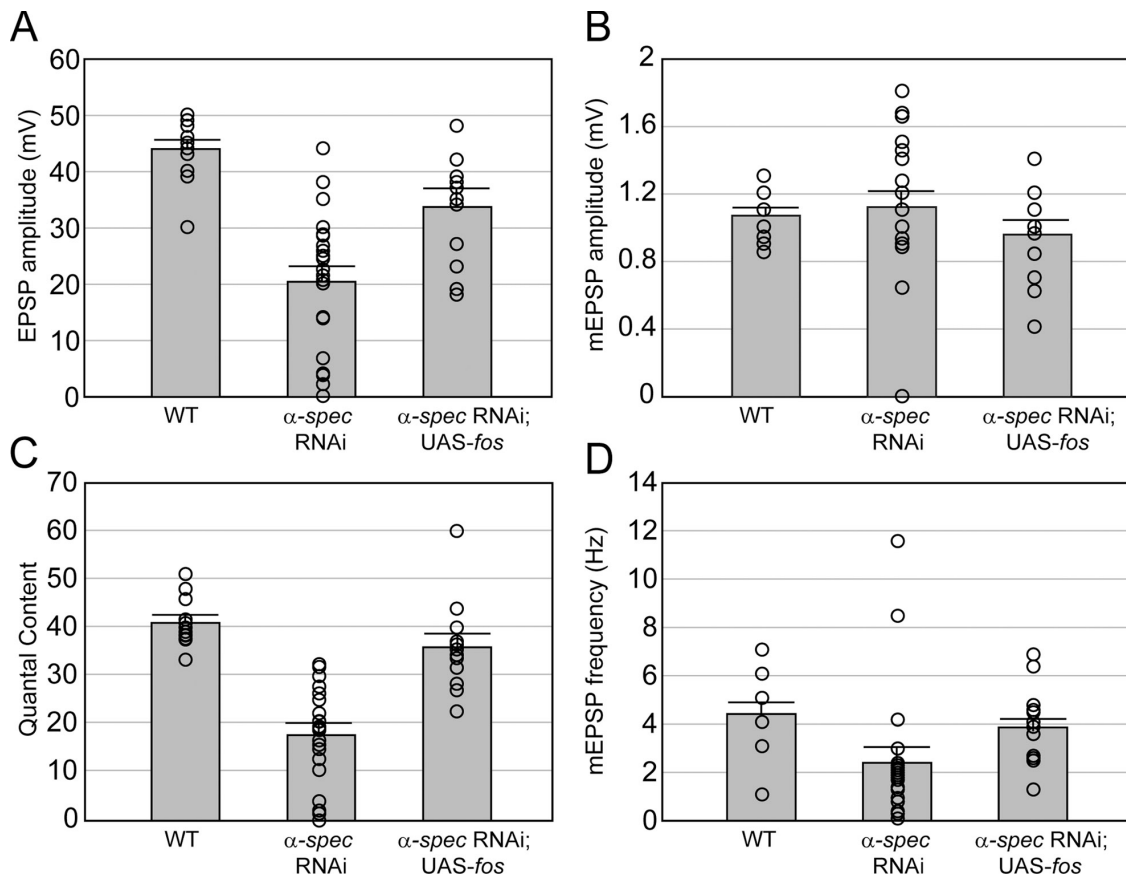 A
EPSP amplitude (mV)
60
50
40
30
20
10
0
WT
α-spec
RNAi
α-spec RNAi;
UAS-fos
B
mEPSP amplitude (mV)
2
1.6
1.2
0.8
0.4
0
WT
α-spec
RNAi
α-spec RNAi;
UAS-fos
C
Quantal Content
70
60
50
40
30
20
10
0
WT
α-spec
RNAi
α-spec RNAi;
UAS-fos
D
mEPSP frequency (Hz)
14
12
10
8
6
4
2
0
WT
α-spec
RNAi
α-spec RNAi;
UAS-fos